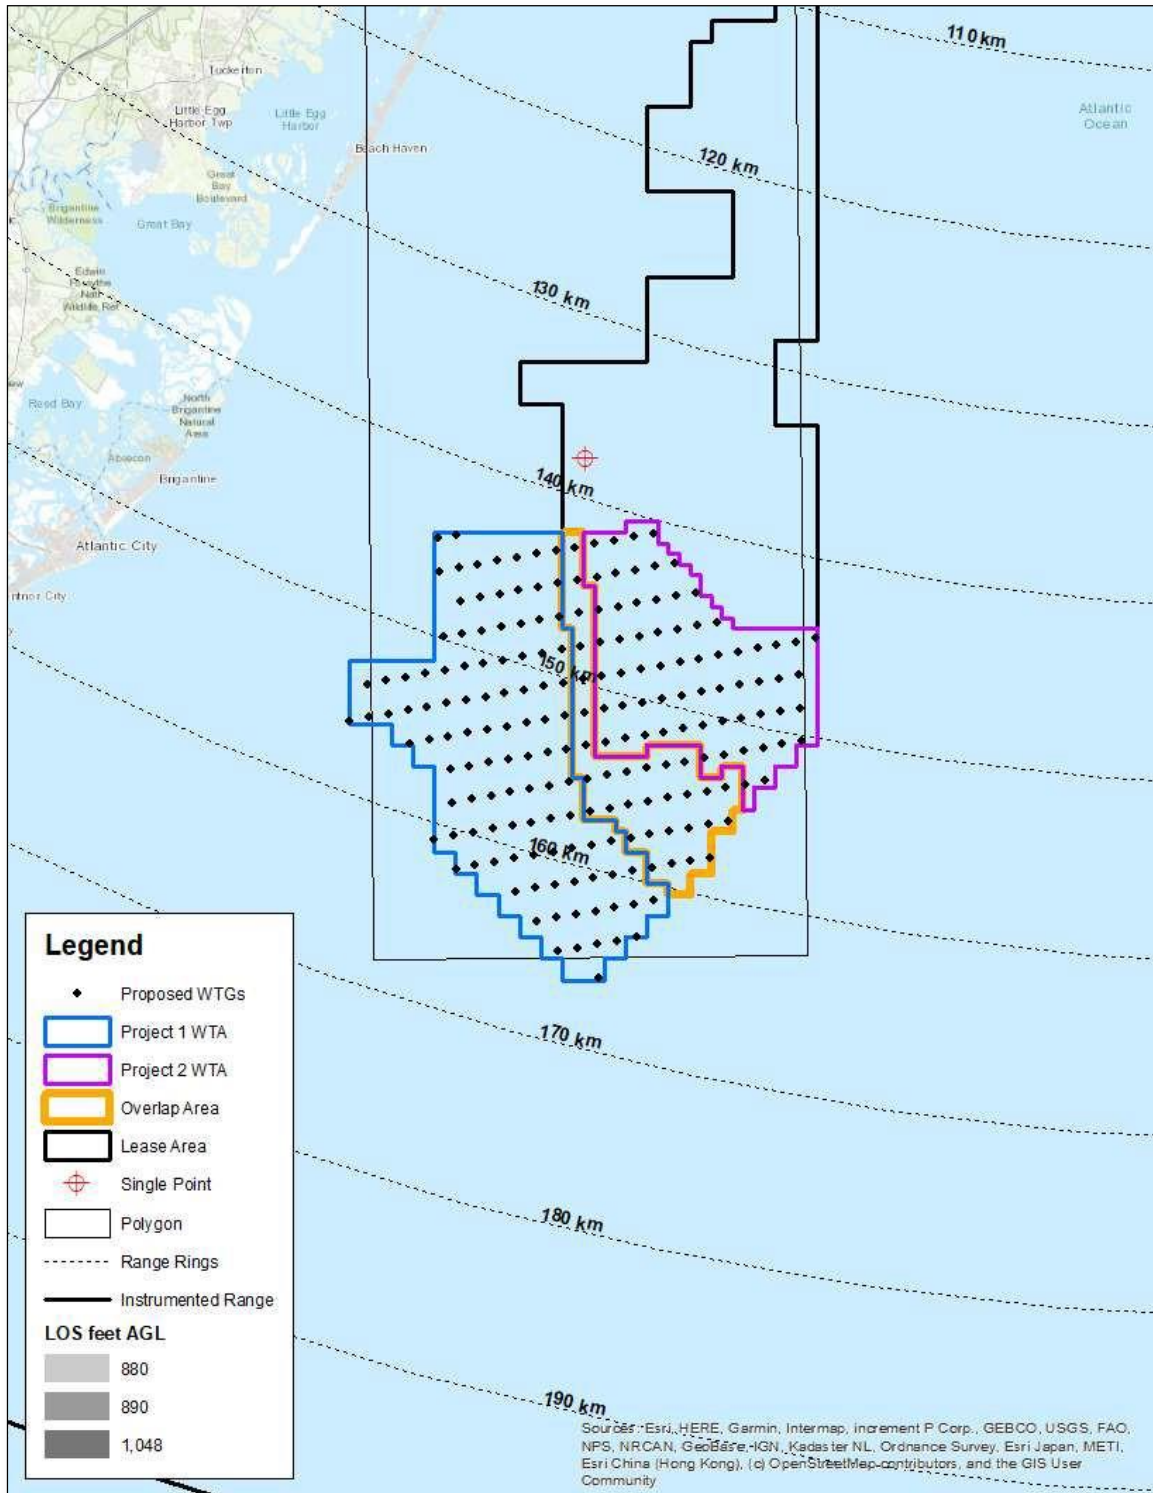 110 km
Tuckerton
Little Egg
Harbor Twp
Little Egg
Harbor
Atlantic
Ocean
Beach Haven
120 km
Great
Bay
Boulevard
Brigantine
Wilderness
Great Bay
Edwin
Forsythe
Natl
Wildlife Ref
130 km
Reed Bay
North
Brigantine
Natural
Area
Absecon
Brigantine
140 km
Atlantic City
ntnor City
150 km
160 km
170 km
180 km
190 km
Legend
Proposed WTGs
Project 1 WTA
Project 2 WTA
Overlap Area
Lease Area
Single Point
Polygon
Range Rings
Instrumented Range
LOS feet AGL
880
890
1,048
Sources: Esri, HERE, Garmin, Intermap, increment P Corp., GEBCO, USGS, FAO,
NPS, NRCAN, GeoBase, IGN, Kadaster NL, Ordnance Survey, Esri Japan, METI,
Esri China (Hong Kong), (c) OpenStreetMap contributors, and the GIS User
Community